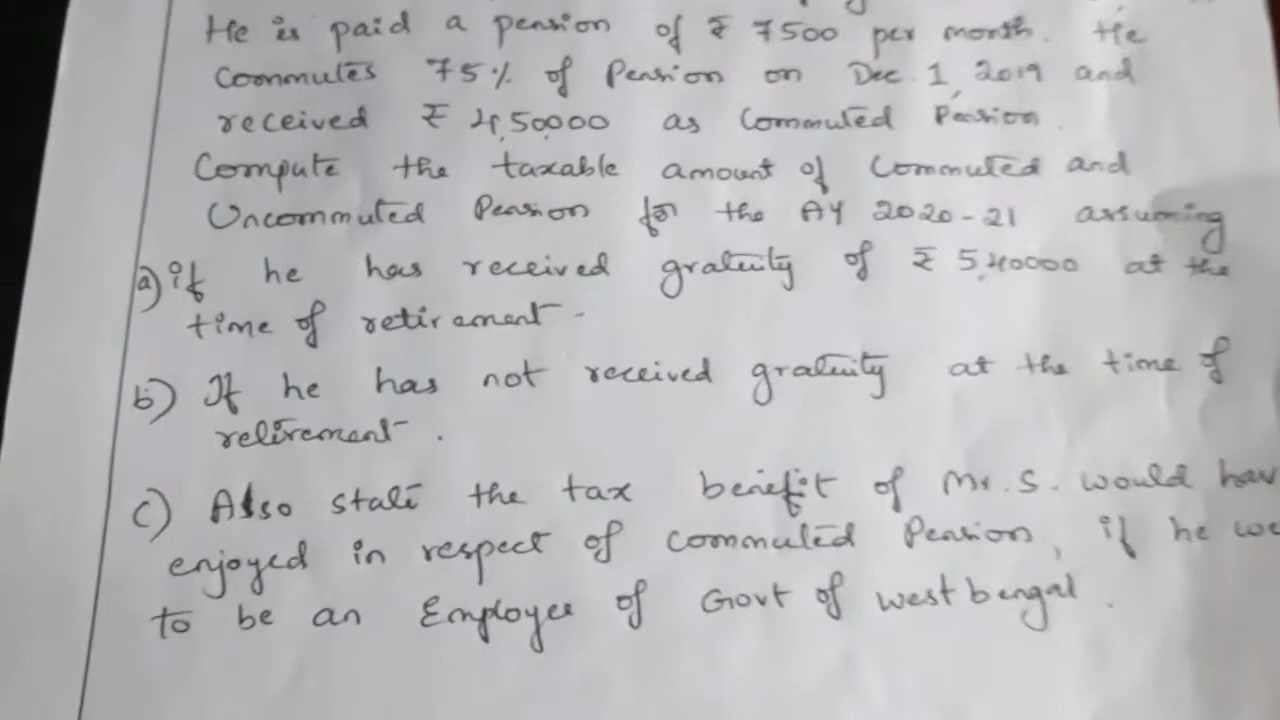 He is paid a pension of ₹ 7500 per month. He
Commutes 75% of Pension on Dec 1, 2019 and
received ₹ 4,50000 as Commuted Pension.
Compute the taxable amount of Commuted and
Uncommuted Pension for the AY 2020-21 assuming
a) if he has received gratuity of ₹ 5,40000 at the
time of retirement.
b) If he has not received gratuity at the time of
retirement.
c) Also state the tax benefit of Mr. S. would hav
enjoyed in respect of commuted Pension, if he we
to be an Employee of Govt of west bengal.